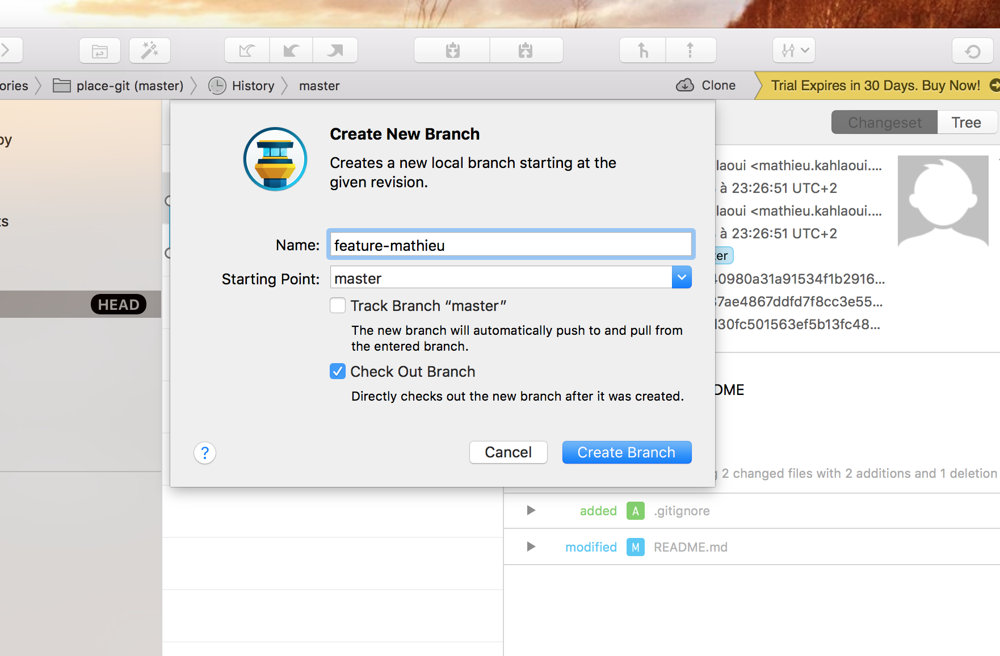 ories
place-git (master)
History
master
Clone
Trial Expires in 30 Days. Buy Now!
Changeset
Tree
Create New Branch
Creates a new local branch starting at the
given revision.
Name:
feature-mathieu
Starting Point:
master
Track Branch “master”
The new branch will automatically push to and pull from
the entered branch.
Check Out Branch
Directly checks out the new branch after it was created.
?
Cancel
Create Branch
HEAD
laoui <mathieu.kahlaoui....
à 23:26:51 UTC+2
laoui <mathieu.kahlaoui....
à 23:26:51 UTC+2
er
0980a31a91534f1b2916...
37ae4867ddfd7f8cc3e55...
30fc501563ef5b13fc48...
OME
2 changed files with 2 additions and 1 deletion
added A .gitignore
modified M README.md